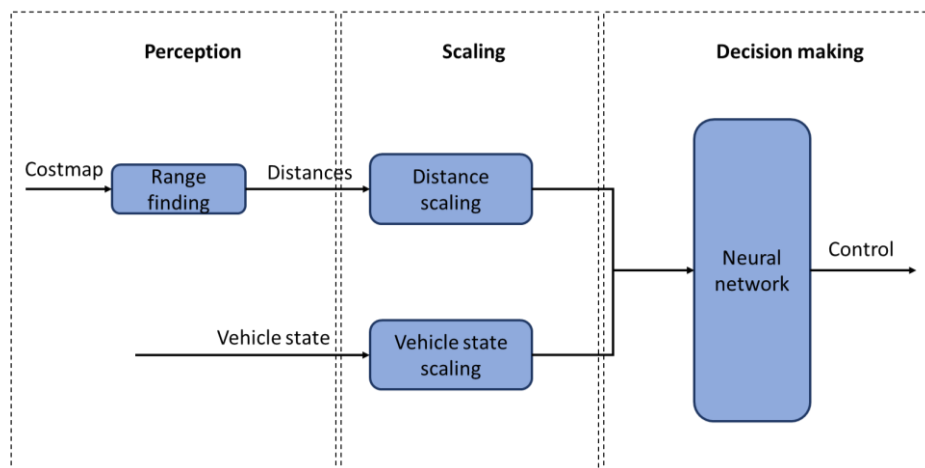 Perception
Scaling
Decision making
Costmap
Range
finding
Distances
Distance
scaling
Neural
network
Control
Vehicle state
Vehicle state
scaling